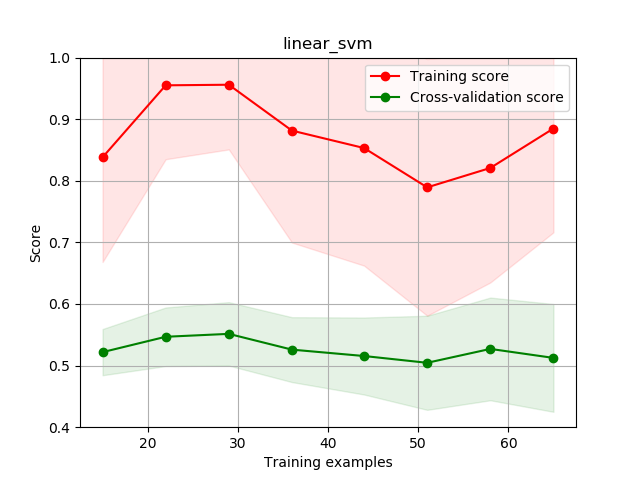 linear_svm
Training score
Cross-validation score
1.0
0.9
0.8
0.7
0.6
0.5
0.4
Score
20 30 40 50 60
Training examples